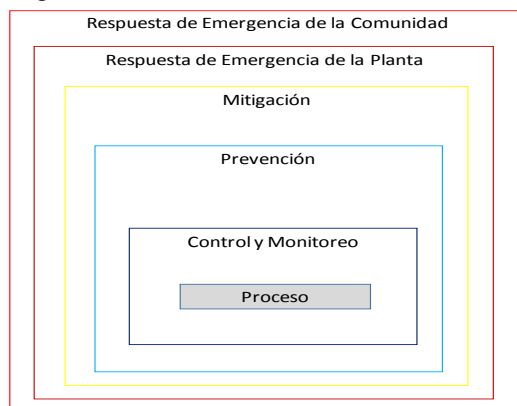 Respuesta de Emergencia de la Comunidad
Respuesta de Emergencia de la Planta
Mitigación
Prevención
Control y Monitoreo
Proceso